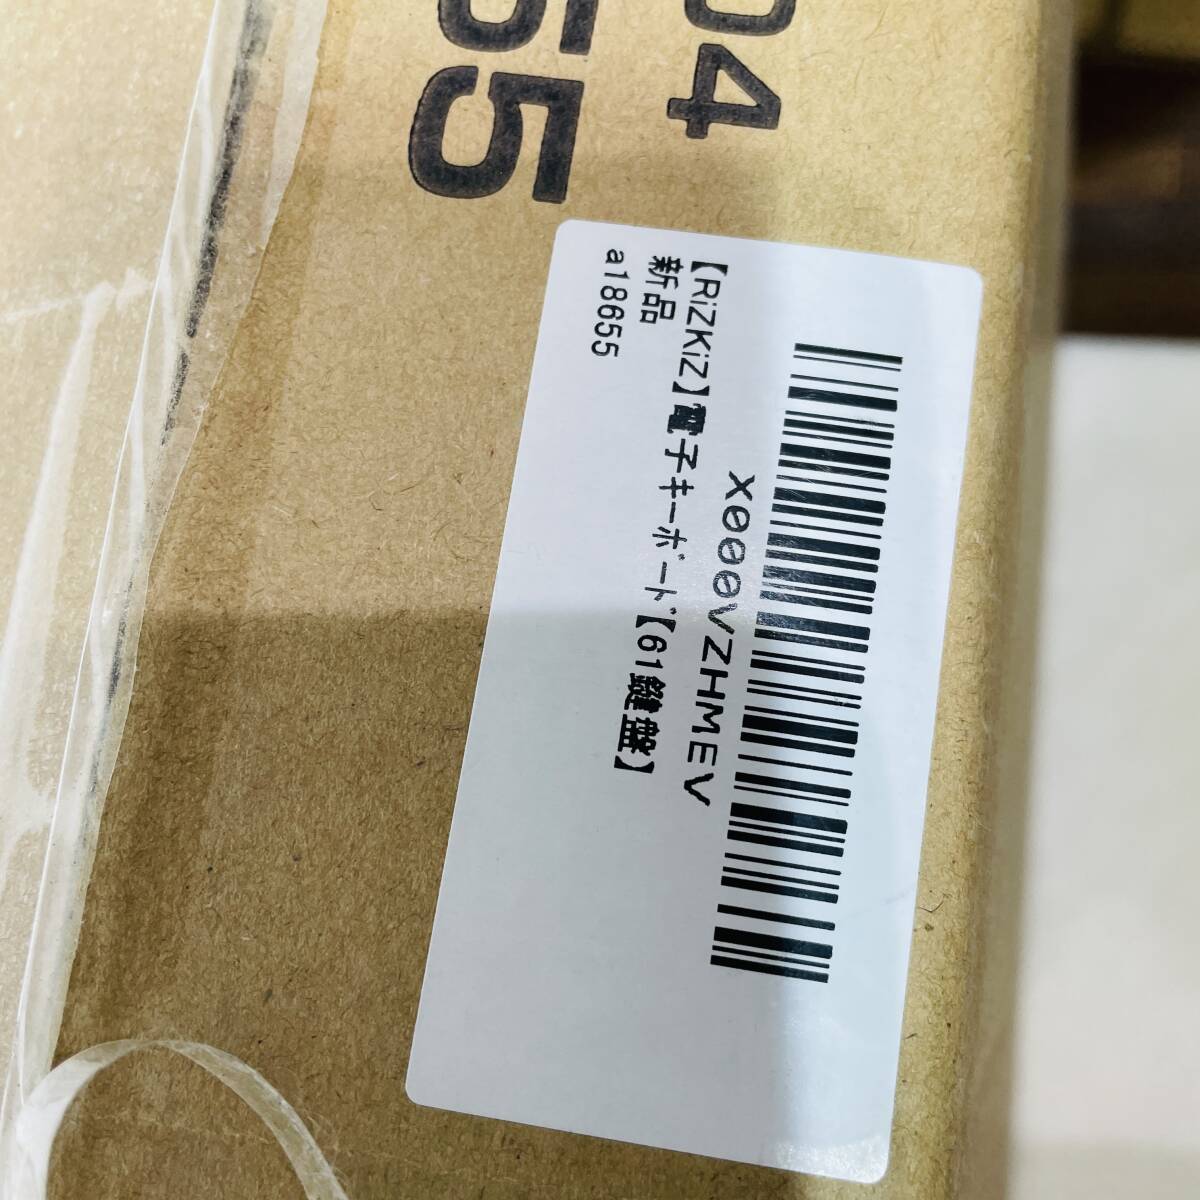 04
55
X000VZHMEV
【RiZKiZ】電子キーボード【61鍵盤】
新品
a18655